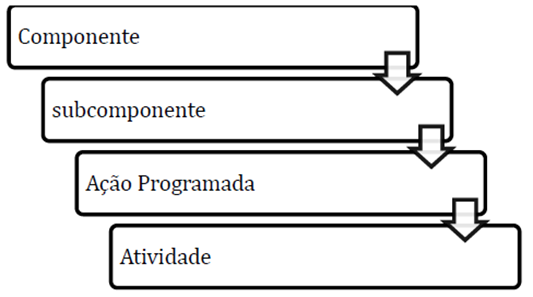 Componente
subcomponente
Ação Programada
Atividade